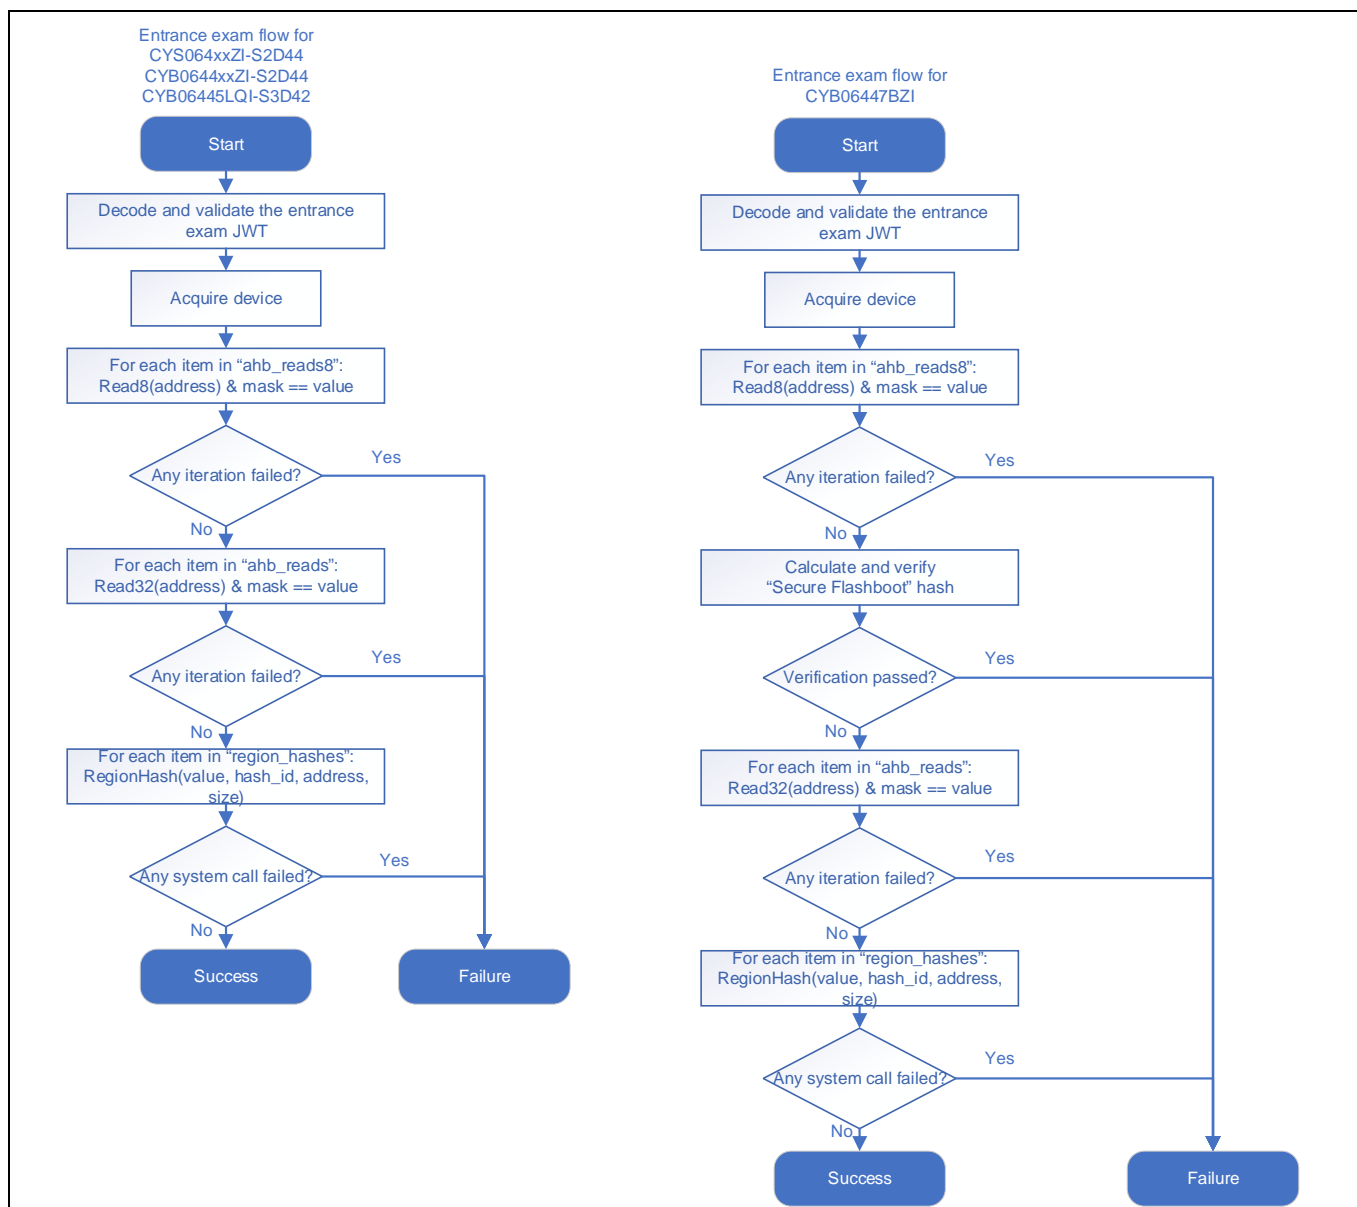 Entrance exam flow for
CYS064xxZI-S2D44
CYB0644xxZI-S2D44
CYB06445LQI-S3D42
Start
Decode and validate the entrance
exam JWT
Acquire device
For each item in “ahb_reads8”:
Read8(address) & mask == value
Any iteration failed?
Yes
No
For each item in “ahb_reads”:
Read32(address) & mask == value
Any iteration failed?
Yes
No
For each item in “region_hashes”:
RegionHash(value, hash_id, address,
size)
Any system call failed?
Yes
No
Success
Failure
Entrance exam flow for
CYB06447BZI
Start
Decode and validate the entrance
exam JWT
Acquire device
For each item in “ahb_reads8”:
Read8(address) & mask == value
Any iteration failed?
Yes
No
Calculate and verify
“Secure Flashboot” hash
Verification passed?
Yes
No
For each item in “ahb_reads”:
Read32(address) & mask == value
Any iteration failed?
Yes
No
For each item in “region_hashes”:
RegionHash(value, hash_id, address,
size)
Any system call failed?
Yes
No
Success
Failure